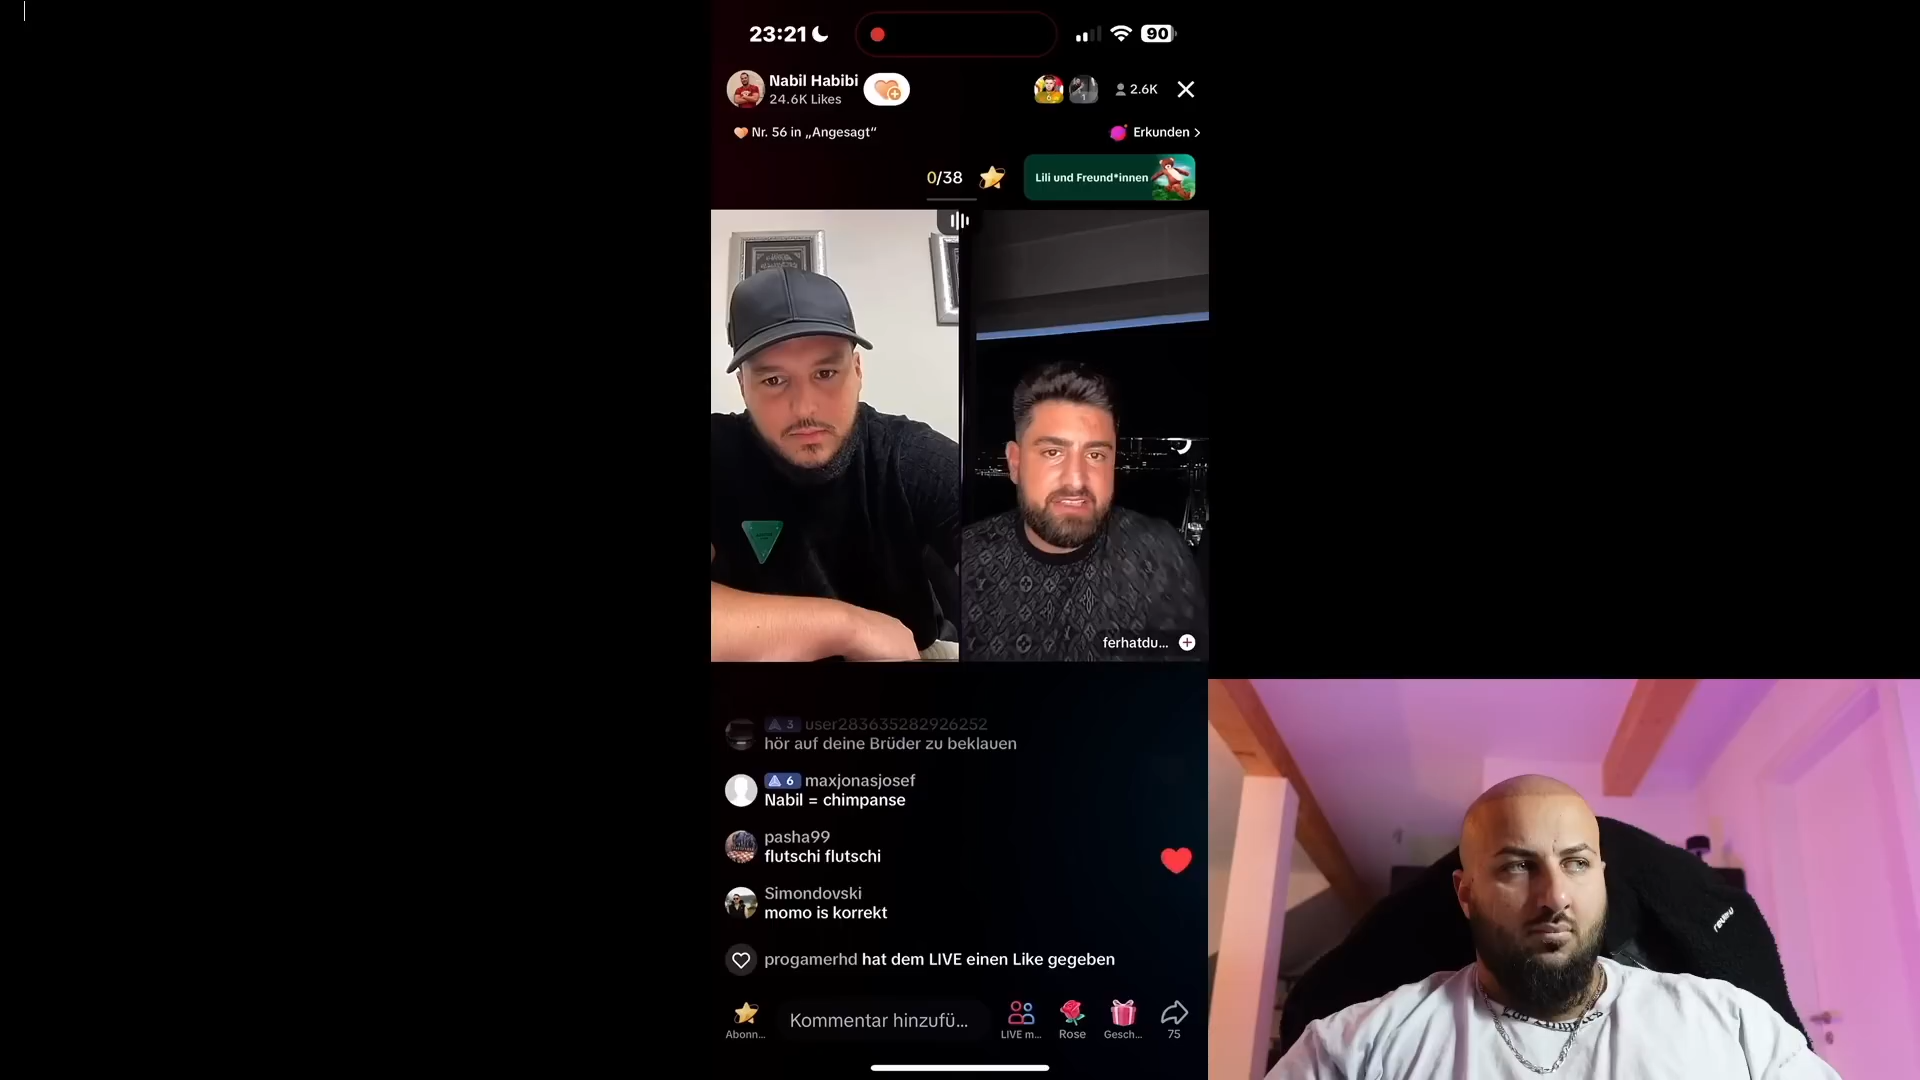 23:21
90
Nabil Habibi
24.6K Likes
6
1
2.6K
Nr. 56 in „Angesagt“
Erkunden
0/38
Lili und Freund*innen
ferhatdu...
3 user283635282926252
hör auf deine Brüder zu beklauen
6 maxjonasjosef
Nabil = chimpanse
pasha99
flutschi flutschi
Simondovski
momo is korrekt
progamerhd hat dem LIVE einen Like gegeben
Kommentar hinzufü...
Abonn...
LIVE m...
Rose
Gesch...
75